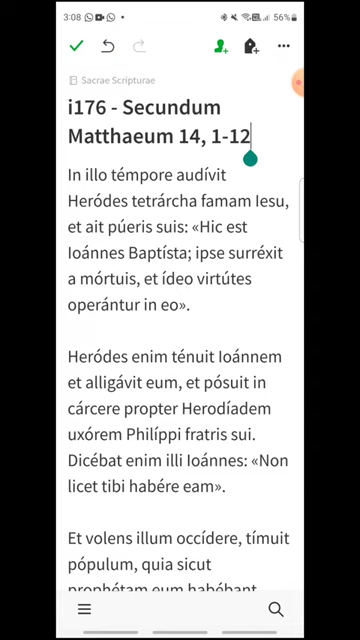 3:08 56%
Sacrae Scripturae
i176 - Secundum
Matthaeum 14, 1-12
In illo témpore audívit
Heródes tetrárcha famam Iesu,
et ait púeris suis: «Hic est
Ioánnes Baptísta; ipse surréxit
a mórtuis, et ídeo virtútes
operántur in eo».
Heródes enim ténuit Ioánnem
et alligávit eum, et pósuit in
cárcere propter Herodíadem
uxórem Philíppi fratris sui.
Dicébat enim illi Ioánnes: «Non
licet tibi habére eam».
Et volens illum occídere, tímuit
pópulum, quia sicut
prophétam eum habébant